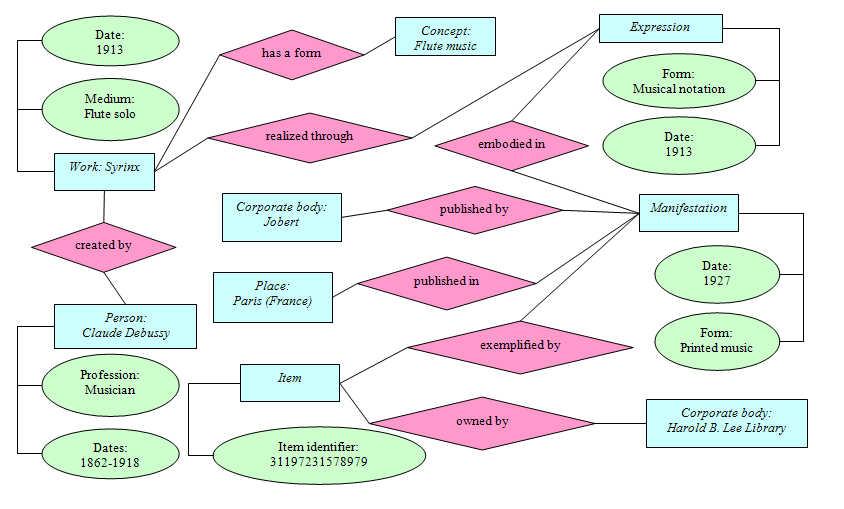 Date:
1913
Medium:
Flute solo
Work: Syrinx
has a form
Concept:
Flute music
realized through
Expression
Form:
Musical notation
Date:
1913
embodied in
created by
Corporate body:
Jobert
published by
Manifestation
Place:
Paris (France)
published in
Date:
1927
Form:
Printed music
Person:
Claude Debussy
Profession:
Musician
Dates:
1862-1918
exemplified by
Item
owned by
Corporate body:
Harold B. Lee Library
Item identifier:
31197231578979